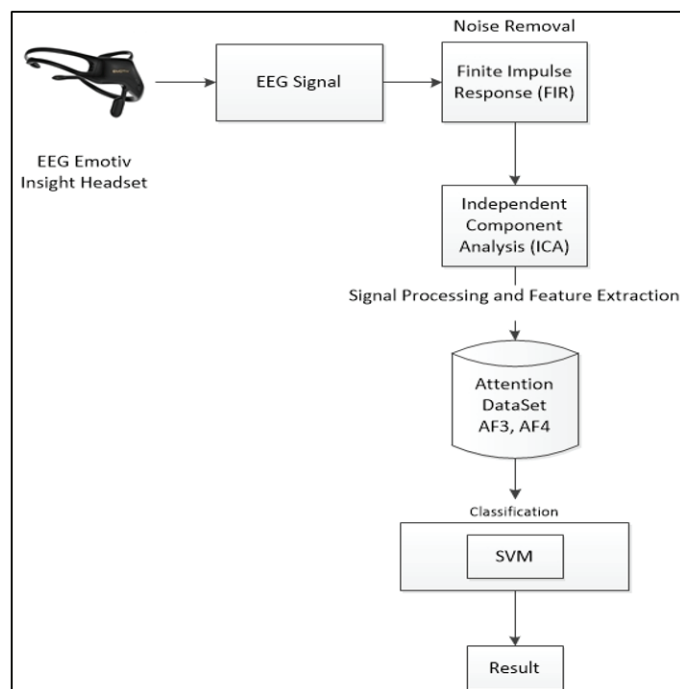 Noise Removal
EEG Signal
Finite Impulse
Response (FIR)
EEG Emotiv
Insight Headset
Independent
Component
Analysis (ICA)
Signal Processing and Feature Extraction
Attention
DataSet
AF3, AF4
Classification
SVM
Result